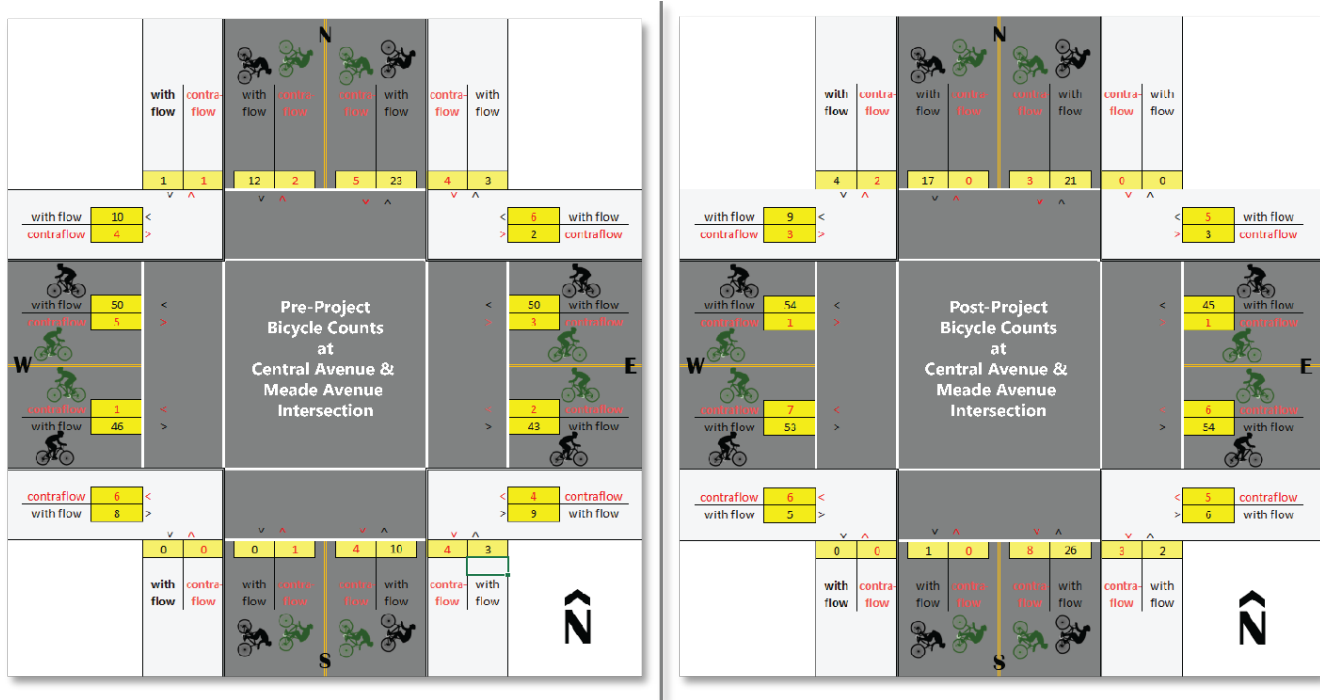 N
with contra- with contra- contra- with contra- with
flow flow flow flow flow flow flow flow
1 1 12 2 5 23 4 3
v ^ v ^ v ^ v ^
with flow 10 < < 6 with flow
contraflow 4 > > 2 contraflow
with flow 50 < < 50 with flow
contraflow 5 > > 3 contraflow
Pre-Project
Bicycle Counts
at
Central Avenue &
Meade Avenue
Intersection
W E
contraflow 1 < < 2 contraflow
with flow 46 > > 43 with flow
contraflow 6 < < 4 contraflow
with flow 8 > > 9 with flow
v ^ v ^ v ^ v ^
0 0 0 1 4 10 4 3
with contra- with contra- contra- with contra- with
flow flow flow flow flow flow flow flow
S
N
N
with contra- with contra- contra- with contra- with
flow flow flow flow flow flow flow flow
4 2 17 0 3 21 0 0
v ^ v ^ v ^ v ^
with flow 9 < < 5 with flow
contraflow 3 > > 3 contraflow
with flow 54 < < 45 with flow
contraflow 1 > > 1 contraflow
Post-Project
Bicycle Counts
at
Central Avenue &
Meade Avenue
Intersection
W E
contraflow 7 < < 6 contraflow
with flow 53 > > 54 with flow
contraflow 6 < < 5 contraflow
with flow 5 > > 6 with flow
v ^ v ^ v ^ v ^
0 0 1 0 8 26 3 2
with contra- with contra- contra- with contra- with
flow flow flow flow flow flow flow flow
S
N